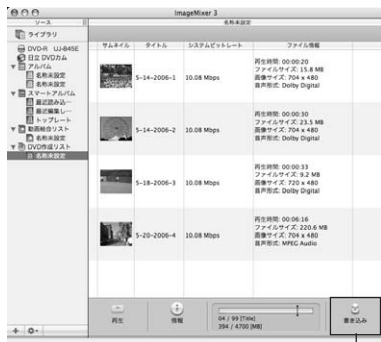 ImageMixer 3
ソース
名称未設定
ライブラリ
DVD-R UJ-845E
日立 DVDカム
アルバム
名称未設定
名称未設定
スマートアルバム
最近読み込…
最近編集し…
トップレート
動画結合リスト
名称未設定
DVD作成リスト
名称未設定
サムネイル タイトル システムビットレート ファイル情報
5-14-2006-1 10.08 Mbps
再生時間: 00:00:20
ファイルサイズ: 15.8 MB
画像サイズ: 704 x 480
音声形式: Dolby Digital
5-14-2006-2 10.08 Mbps
再生時間: 00:00:30
ファイルサイズ: 23.5 MB
画像サイズ: 704 x 480
音声形式: Dolby Digital
5-18-2006-3 10.08 Mbps
再生時間: 00:00:33
ファイルサイズ: 9.2 MB
画像サイズ: 720 x 480
音声形式: Dolby Digital
5-20-2006-4 10.08 Mbps
再生時間: 00:06:16
ファイルサイズ: 220.6 MB
画像サイズ: 704 x 480
音声形式: MPEG Audio
再生
情報
04 / 99 [Title]
394 / 4700 [MB]
書き込み